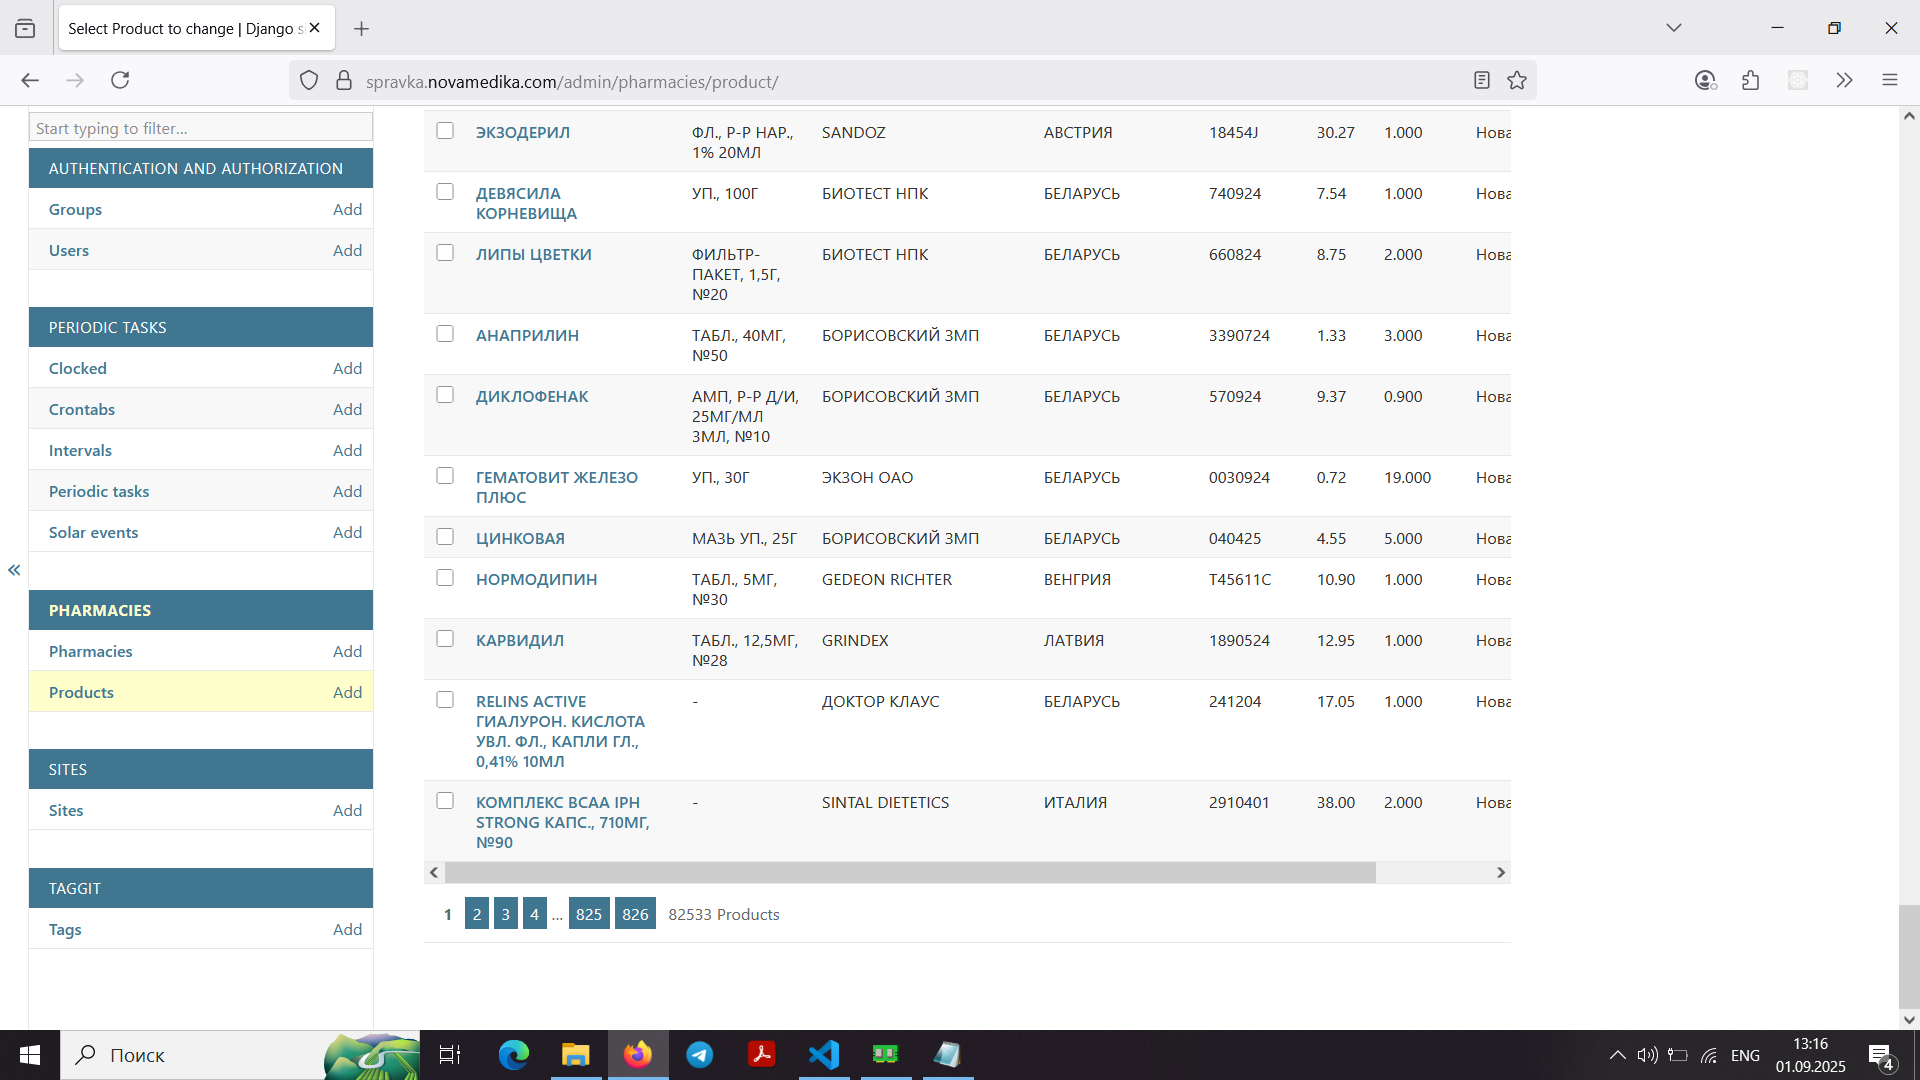 Select Product to change | Django s
spravka.novamedika.com/admin/pharmacies/product/
Start typing to filter...
AUTHENTICATION AND AUTHORIZATION
Groups Add
Users Add
PERIODIC TASKS
Clocked Add
Crontabs Add
Intervals Add
Periodic tasks Add
Solar events Add
«
PHARMACIES
Pharmacies Add
Products Add
SITES
Sites Add
TAGGIT
Tags Add
ЭКЗОДЕРИЛ ФЛ., Р-Р НАР., SANDOZ АВСТРИЯ 18454J 30.27 1.000 Нова
1% 20МЛ
ДЕВЯСИЛА УП., 100Г БИОТЕСТ НПК БЕЛАРУСЬ 740924 7.54 1.000 Нова
КОРНЕВИЩА
ЛИПЫ ЦВЕТКИ ФИЛЬТР- БИОТЕСТ НПК БЕЛАРУСЬ 660824 8.75 2.000 Нова
ПАКЕТ, 1,5Г,
№20
АНАПРИЛИН ТАБЛ., 40МГ, БОРИСОВСКИЙ ЗМП БЕЛАРУСЬ 3390724 1.33 3.000 Нова
№50
ДИКЛОФЕНАК АМП, Р-Р Д/И, БОРИСОВСКИЙ ЗМП БЕЛАРУСЬ 570924 9.37 0.900 Нова
25МГ/МЛ
3МЛ, №10
ГЕМАТОВИТ ЖЕЛЕЗО УП., 30Г ЭКЗОН ОАО БЕЛАРУСЬ 0030924 0.72 19.000 Нова
ПЛЮС
ЦИНКОВАЯ МАЗЬ УП., 25Г БОРИСОВСКИЙ ЗМП БЕЛАРУСЬ 040425 4.55 5.000 Нова
НОРМОДИПИН ТАБЛ., 5МГ, GEDEON RICHTER ВЕНГРИЯ T45611C 10.90 1.000 Нова
№30
КАРВИДИЛ ТАБЛ., 12,5МГ, GRINDEX ЛАТВИЯ 1890524 12.95 1.000 Нова
№28
RELINS ACTIVE - ДОКТОР КЛАУС БЕЛАРУСЬ 241204 17.05 1.000 Нова
ГИАЛУРОН. КИСЛОТА
УВЛ. ФЛ., КАПЛИ ГЛ.,
0,41% 10МЛ
КОМПЛЕКС BCAA IPH - SINTAL DIETETICS ИТАЛИЯ 2910401 38.00 2.000 Нова
STRONG КАПС., 710МГ,
№90
1 2 3 4 ... 825 826 82533 Products
Поиск
ENG
13:16
01.09.2025
4